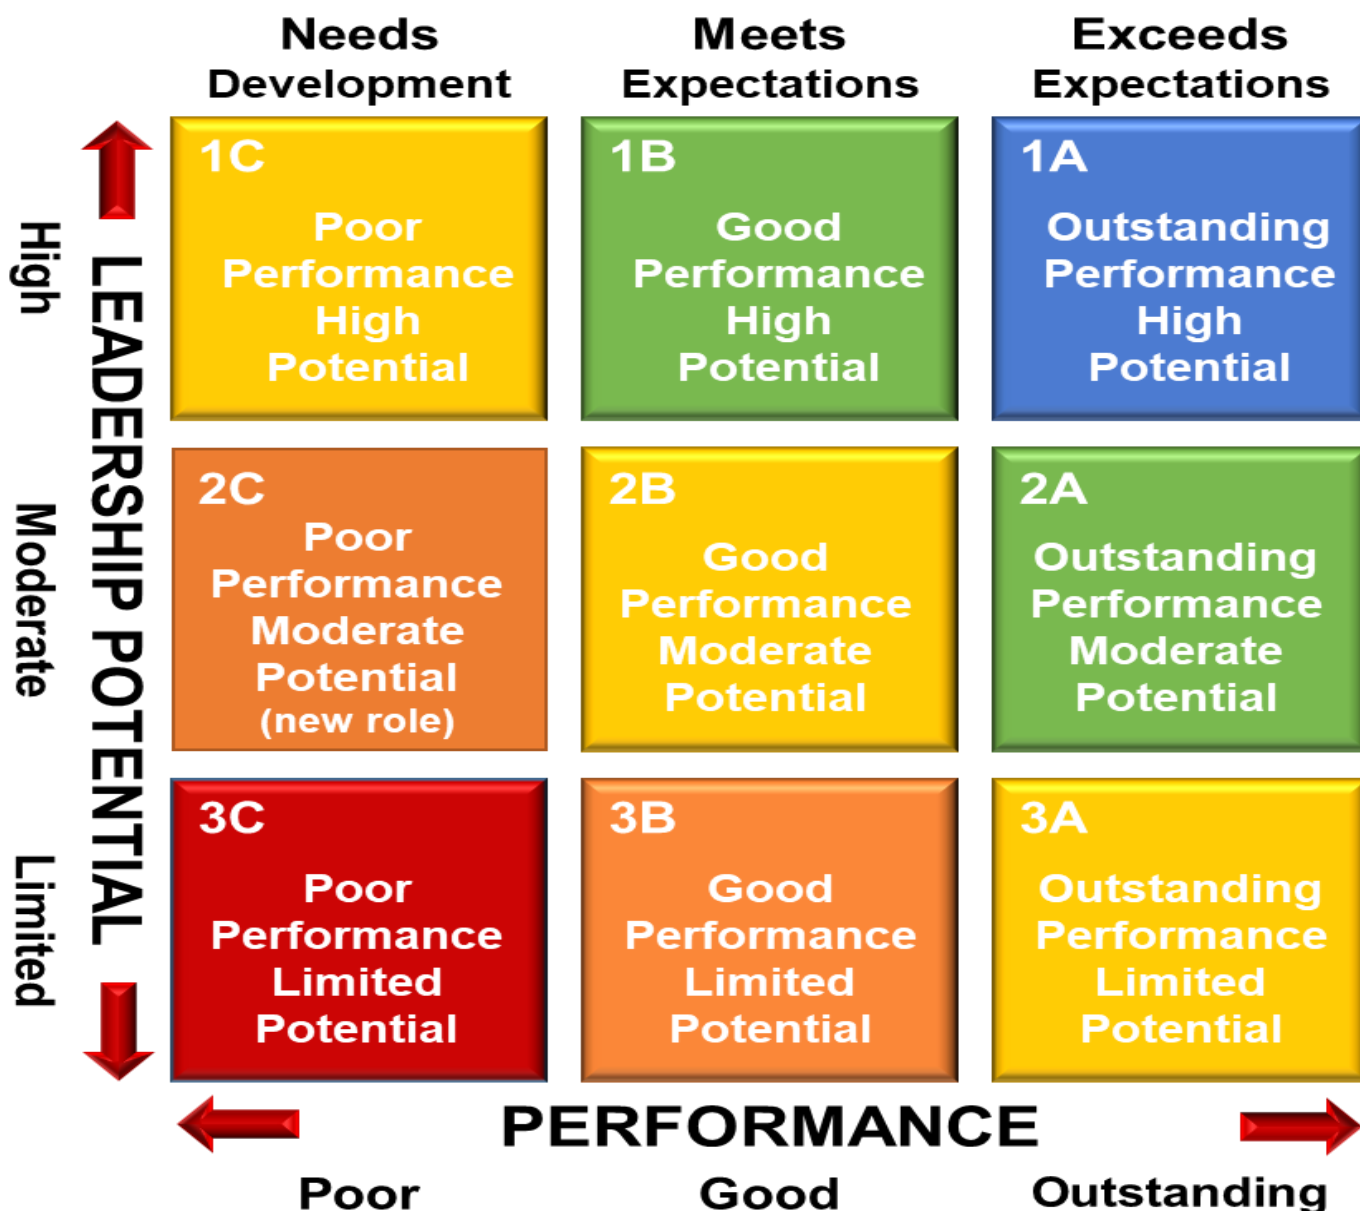 Needs
Development
Meets
Expectations
Exceeds
Expectations
High
Moderate
Limited
LEADERSHIP POTENTIAL
1C
Poor
Performance
High
Potential
1B
Good
Performance
High
Potential
1A
Outstanding
Performance
High
Potential
2C
Poor
Performance
Moderate
Potential
(new role)
2B
Good
Performance
Moderate
Potential
2A
Outstanding
Performance
Moderate
Potential
3C
Poor
Performance
Limited
Potential
3B
Good
Performance
Limited
Potential
3A
Outstanding
Performance
Limited
Potential
PERFORMANCE
Poor
Good
Outstanding